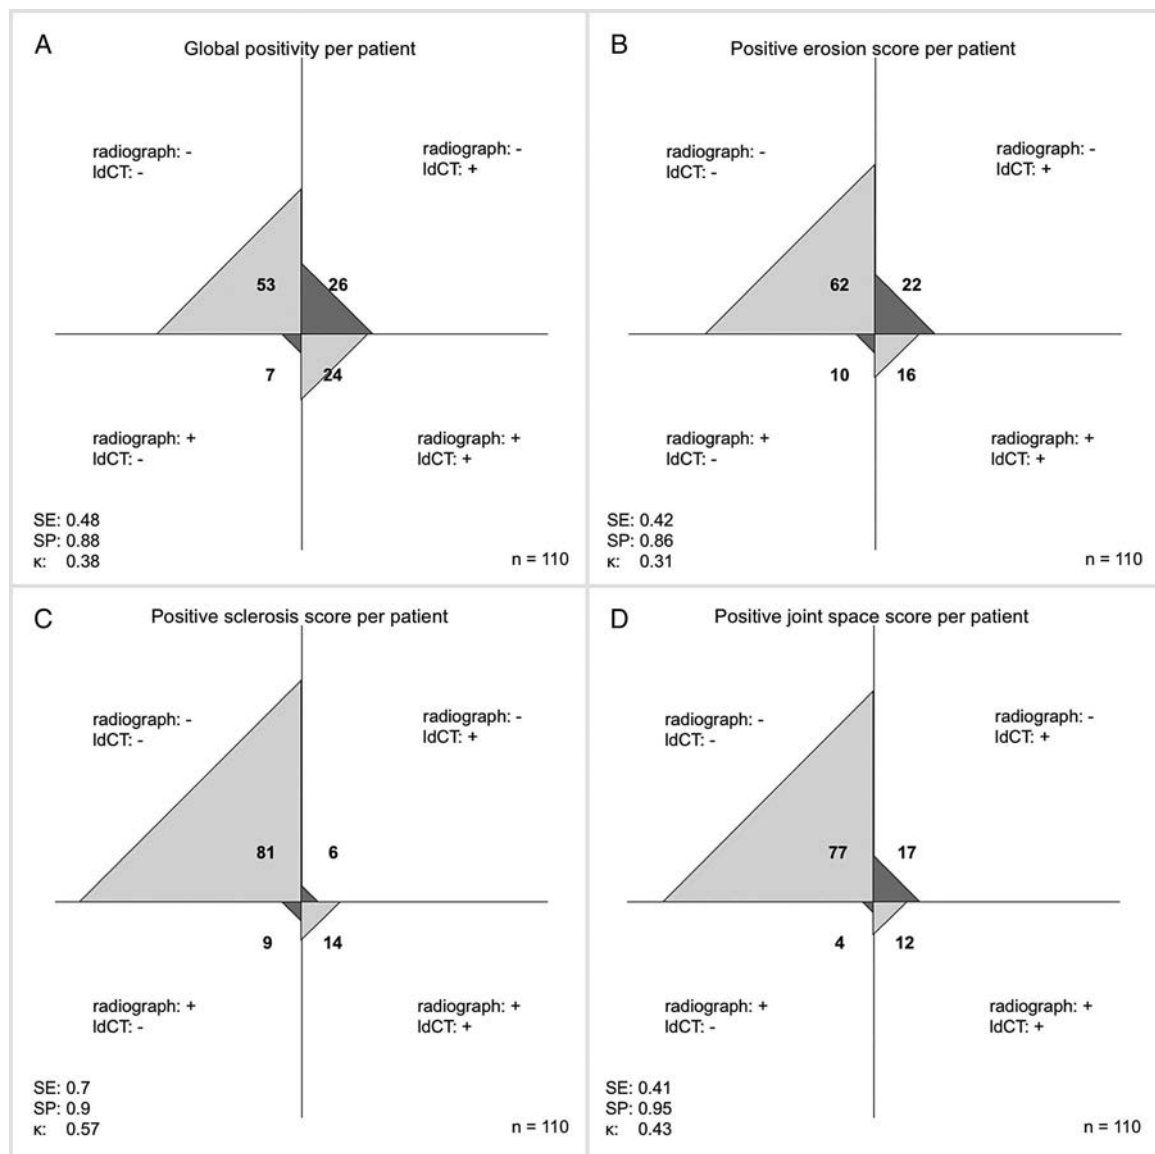 A
Global positivity per patient
radiograph: -
ldCT: -
radiograph: -
ldCT: +
53
26
7
24
radiograph: +
ldCT: -
radiograph: +
ldCT: +
SE: 0.48
SP: 0.88
κ: 0.38
n = 110
B
Positive erosion score per patient
radiograph: -
ldCT: -
radiograph: -
ldCT: +
62
22
10
16
radiograph: +
ldCT: -
radiograph: +
ldCT: +
SE: 0.42
SP: 0.86
κ: 0.31
n = 110
C
Positive sclerosis score per patient
radiograph: -
ldCT: -
radiograph: -
ldCT: +
81
6
9
14
radiograph: +
ldCT: -
radiograph: +
ldCT: +
SE: 0.7
SP: 0.9
κ: 0.57
n = 110
D
Positive joint space score per patient
radiograph: -
ldCT: -
radiograph: -
ldCT: +
77
17
4
12
radiograph: +
ldCT: -
radiograph: +
ldCT: +
SE: 0.41
SP: 0.95
κ: 0.43
n = 110